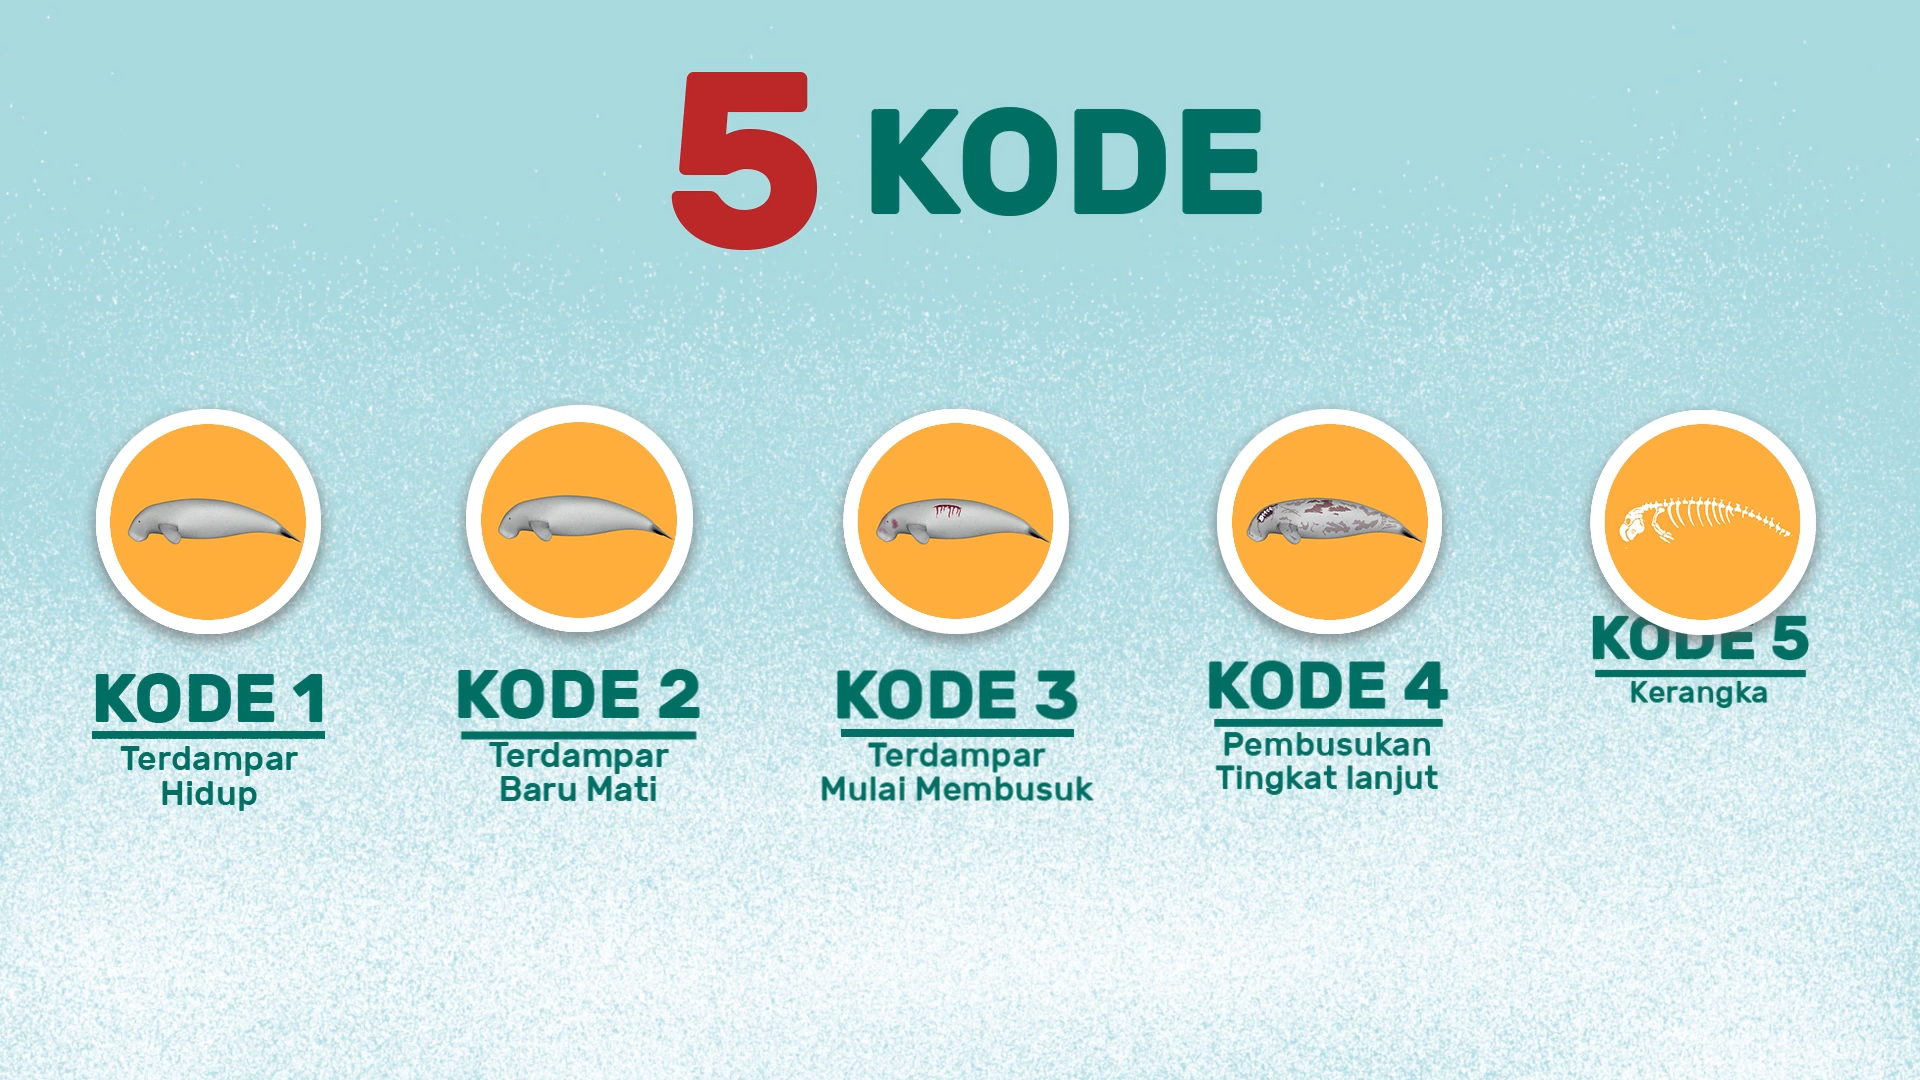 5 KODE
KODE 1
Terdampar
Hidup
KODE 2
Terdampar
Baru Mati
KODE 3
Terdampar
Mulai Membusuk
KODE 4
Pembusukan
Tingkat lanjut
KODE 5
Kerangka